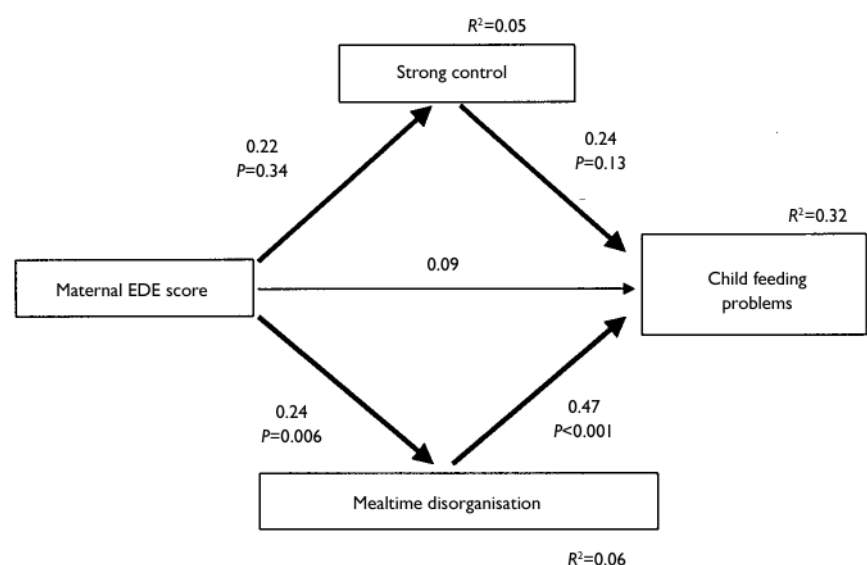 R²=0.05
Strong control
0.22
P=0.34
0.24
P=0.13
R²=0.32
Maternal EDE score
0.09
Child feeding
problems
0.24
P=0.006
0.47
P<0.001
Mealtime disorganisation
R²=0.06